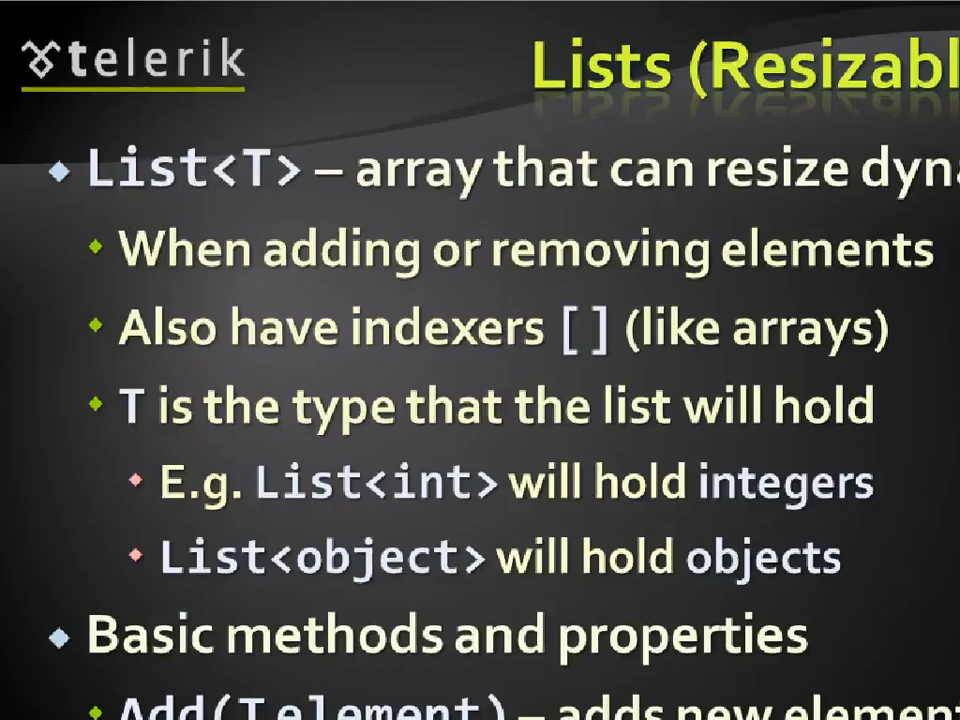 telerik
Lists (Resizabl
List<T> – array that can resize dyna
When adding or removing elements
Also have indexers [ ] (like arrays)
T is the type that the list will hold
E.g. List<int> will hold integers
List<object> will hold objects
Basic methods and properties
Add(T element) – adds new element